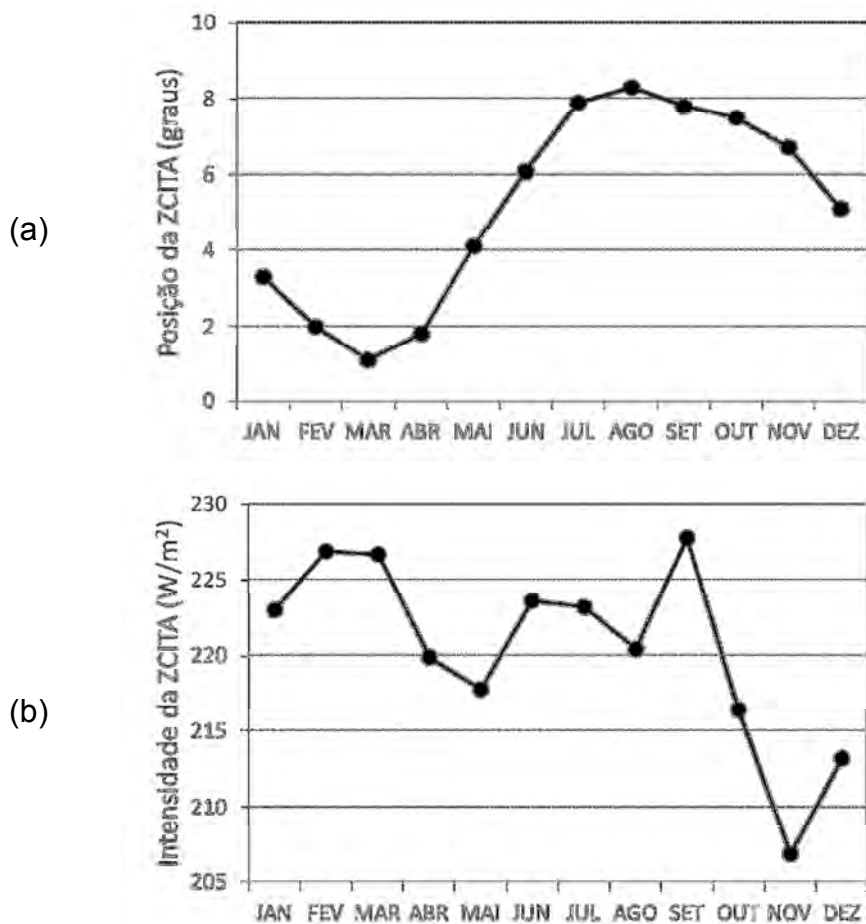 (a)
Posição da ZCITA (graus)
10
8
6
4
2
0
JAN FEV MAR ABR MAI JUN JUL AGO SET OUT NOV DEZ
(b)
Intensidade da ZCITA (W/m²)
230
225
220
215
210
205
JAN FEV MAR ABR MAI JUN JUL AGO SET OUT NOV DEZ